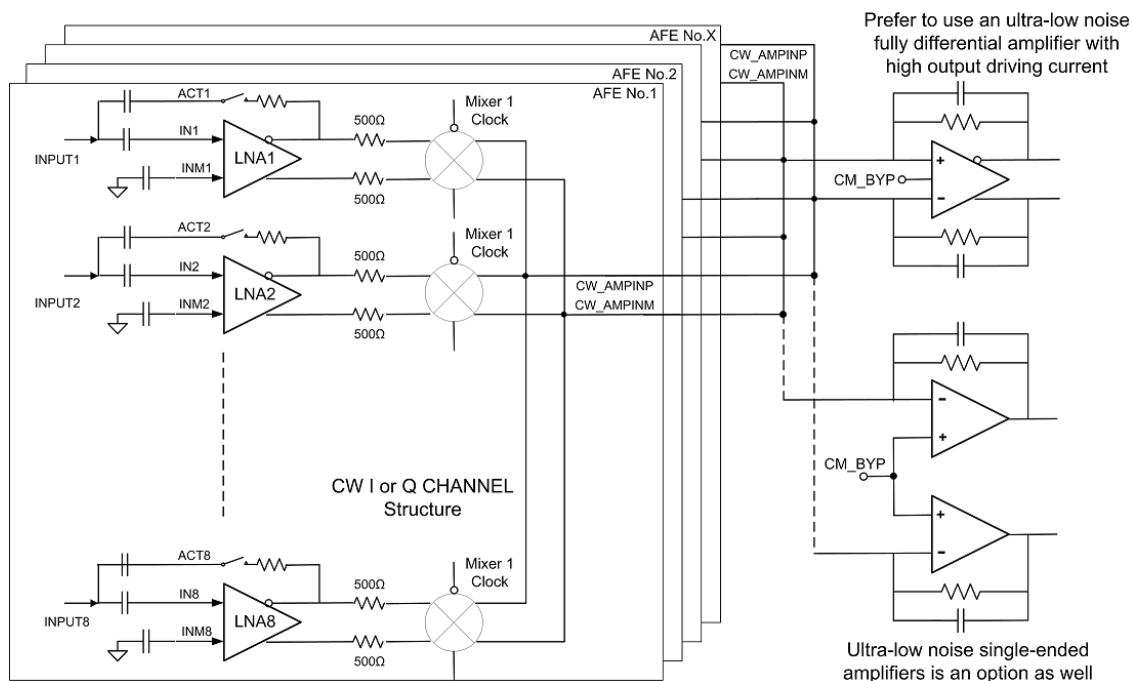 AFE No.X
AFE No.2
AFE No.1
CW_AMPINP
CW_AMPINM
Prefer to use an ultra-low noise
fully differential amplifier with
high output driving current
ACT1
IN1
INPUT1
INM1
LNA1
500Ω
500Ω
Mixer 1
Clock
CM_BYP
+
−
ACT2
IN2
INPUT2
INM2
LNA2
500Ω
500Ω
Mixer 1
Clock
CW_AMPINP
CW_AMPINM
−
+
CM_BYP
+
−
CW I or Q CHANNEL
Structure
ACT8
IN8
INPUT8
INM8
LNA8
500Ω
500Ω
Mixer 1
Clock
Ultra-low noise single-ended
amplifiers is an option as well